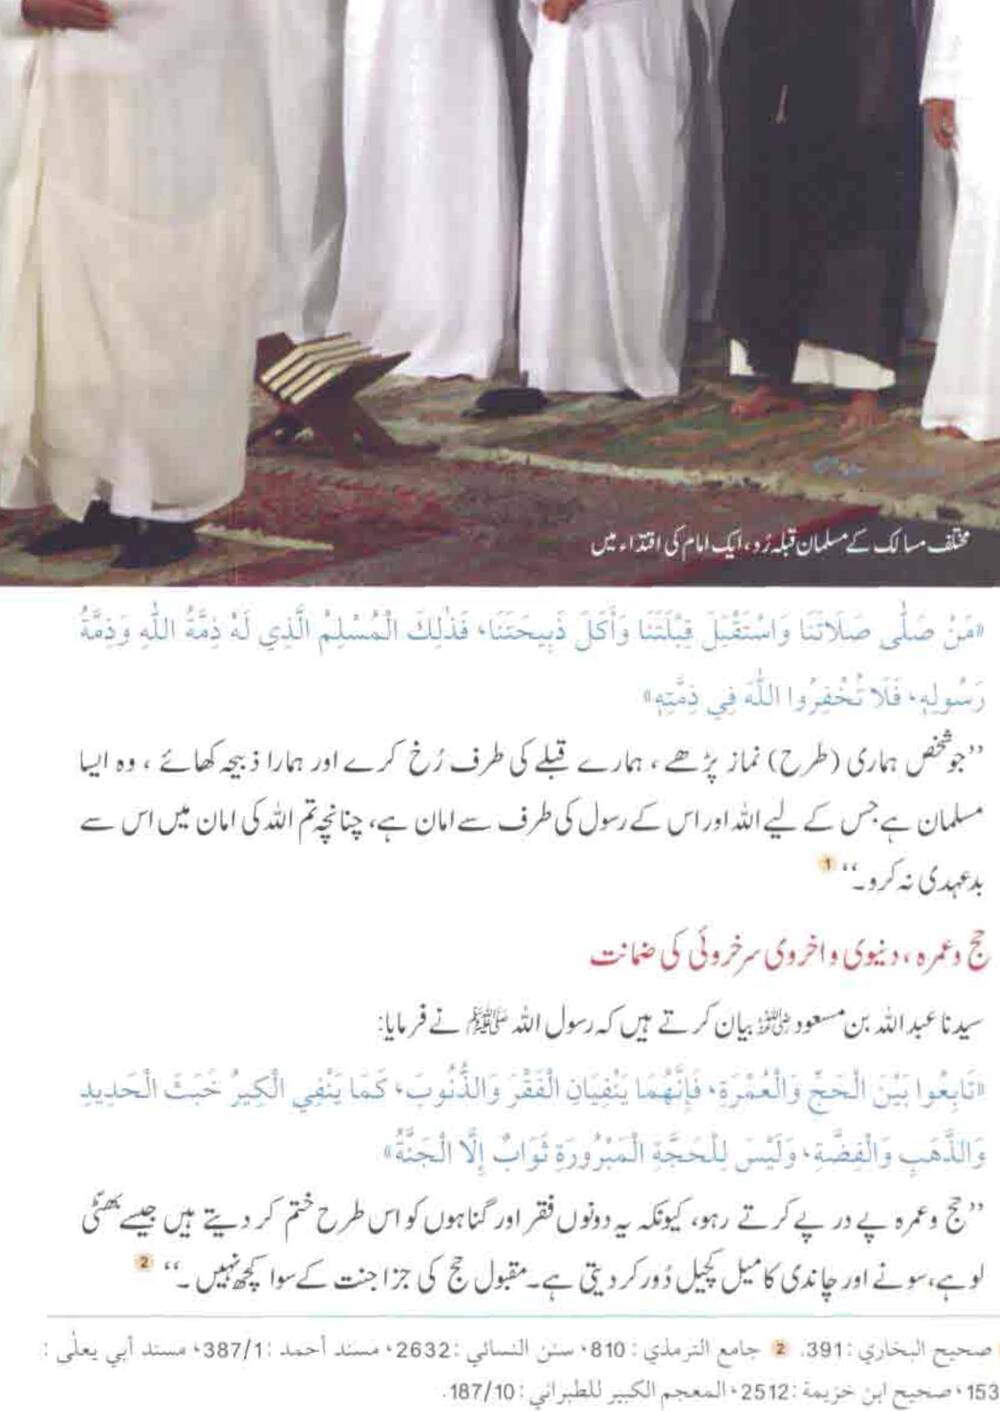 مختلف مسالک کے مسلمان قبلہ رُو، ایک امام کی اقتداء میں
«مَنْ صَلَّى صَلَاتَنَا وَاسْتَقْبَلَ قِبْلَتَنَا وَأَكَلَ ذَبِيحَتَنَا، فَذٰلِكَ الْمُسْلِمُ الَّذِي لَهُ ذِمَّةُ اللّٰهِ وَذِمَّةُ
رَسُولِهِ، فَلَا تُخْفِرُوا اللّٰهَ فِي ذِمَّتِهِ»
’’جو شخص ہماری (طرح) نماز پڑھے، ہمارے قبلے کی طرف رُخ کرے اور ہمارا ذبیحہ کھائے، وہ ایسا
مسلمان ہے جس کے لیے اللہ اور اس کے رسول کی طرف سے امان ہے، چنانچہ تم اللہ کی امان میں اس سے
بدعہدی نہ کرو۔‘‘ 1
حج و عمرہ، دنیوی و اخروی سرخروئی کی ضمانت
سیدنا عبداللہ بن مسعود رضی اللہ عنہ بیان کرتے ہیں کہ رسول اللہ ﷺ نے فرمایا:
«تَابِعُوا بَيْنَ الْحَجِّ وَالْعُمْرَةِ، فَإِنَّهُمَا يَنْفِيَانِ الْفَقْرَ وَالذُّنُوبَ، كَمَا يَنْفِي الْكِيرُ خَبَثَ الْحَدِيدِ
وَالذَّهَبِ وَالْفِضَّةِ، وَلَيْسَ لِلْحَجَّةِ الْمَبْرُورَةِ ثَوَابٌ إِلَّا الْجَنَّةُ»
’’حج و عمرہ پے در پے کرتے رہو، کیونکہ یہ دونوں فقر اور گناہوں کو اس طرح ختم کر دیتے ہیں جیسے بھٹی
لوہے، سونے اور چاندی کا میل کچیل دُور کر دیتی ہے۔ مقبول حج کی جزا جنت کے سوا کچھ نہیں۔‘‘ 2
صحيح البخاري: 391. 2 جامع الترمذي: 810، سنن النسائي: 2632، مسند أحمد: 387/1، مسند أبي يعلى:
153، صحيح ابن خزيمة: 2512، المعجم الكبير للطبراني: 187/10.